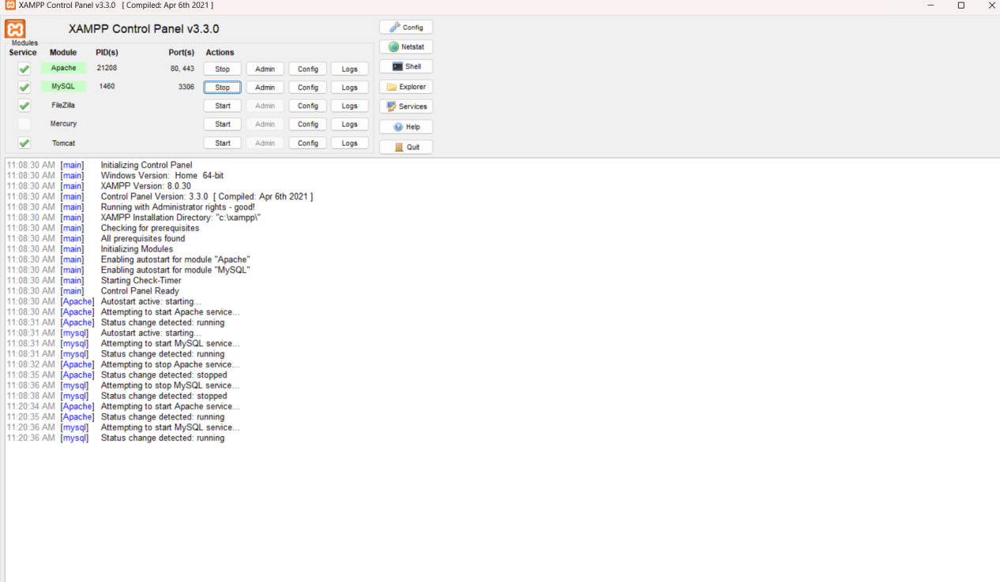 XAMPP Control Panel v3.3.0 [ Compiled: Apr 6th 2021 ]
XAMPP Control Panel v3.3.0
Config
Modules
Service Module PID(s) Port(s) Actions
Netstat
Apache 21208 80, 443 Stop Admin Config Logs
Shell
MySQL 1460 3306 Stop Admin Config Logs
Explorer
FileZilla Start Admin Config Logs
Services
Mercury Start Admin Config Logs
Help
Tomcat Start Admin Config Logs
Quit
11:08:30 AM [main] Initializing Control Panel
11:08:30 AM [main] Windows Version: Home 64-bit
11:08:30 AM [main] XAMPP Version: 8.0.30
11:08:30 AM [main] Control Panel Version: 3.3.0 [ Compiled: Apr 6th 2021 ]
11:08:30 AM [main] Running with Administrator rights - good!
11:08:30 AM [main] XAMPP Installation Directory: "c:\xampp\"
11:08:30 AM [main] Checking for prerequisites
11:08:30 AM [main] All prerequisites found
11:08:30 AM [main] Initializing Modules
11:08:30 AM [main] Enabling autostart for module "Apache"
11:08:30 AM [main] Enabling autostart for module "MySQL"
11:08:30 AM [main] Starting Check-Timer
11:08:30 AM [main] Control Panel Ready
11:08:30 AM [Apache] Autostart active: starting...
11:08:30 AM [Apache] Attempting to start Apache service...
11:08:31 AM [Apache] Status change detected: running
11:08:31 AM [mysql] Autostart active: starting...
11:08:31 AM [mysql] Attempting to start MySQL service...
11:08:31 AM [mysql] Status change detected: running
11:08:32 AM [Apache] Attempting to stop Apache service...
11:08:35 AM [Apache] Status change detected: stopped
11:08:36 AM [mysql] Attempting to stop MySQL service...
11:08:38 AM [mysql] Status change detected: stopped
11:20:34 AM [Apache] Attempting to start Apache service...
11:20:35 AM [Apache] Status change detected: running
11:20:36 AM [mysql] Attempting to start MySQL service...
11:20:36 AM [mysql] Status change detected: running